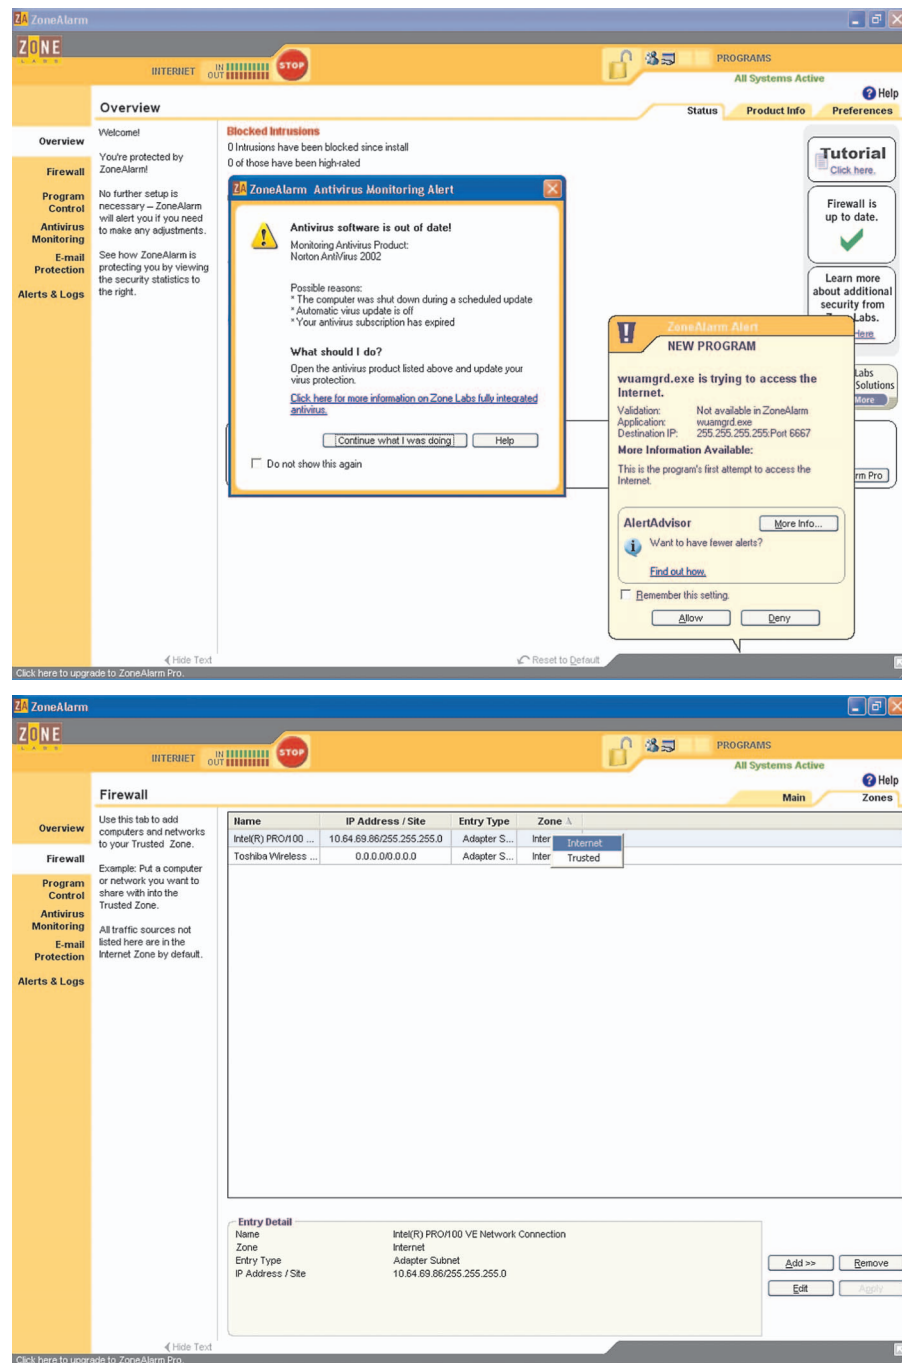 ZA ZoneAlarm
ZONE
LABS
INTERNET IN OUT STOP
PROGRAMS
All Systems Active
Help
Overview
Status Product Info Preferences
Overview
Firewall
Program Control
Antivirus Monitoring
E-mail Protection
Alerts & Logs
Welcome!
You're protected by
ZoneAlarm!
No further setup is
necessary – ZoneAlarm
will alert you if you need
to make any adjustments.
See how ZoneAlarm is
protecting you by viewing
the security statistics to
the right.
Blocked Intrusions
0 Intrusions have been blocked since install
0 of those have been high-rated
ZA ZoneAlarm Antivirus Monitoring Alert
Antivirus software is out of date!
Monitoring Antivirus Product:
Norton AntiVirus 2002
Possible reasons:
* The computer was shut down during a scheduled update
* Automatic virus update is off
* Your antivirus subscription has expired
What should I do?
Open the antivirus product listed above and update your
virus protection.
Click here for more information on Zone Labs fully integrated
antivirus.
Continue what I was doing Help
Do not show this again
Tutorial
Click here.
Firewall is
up to date.
Learn more
about additional
security from
Labs.
Here
Labs
Solutions
More
rm Pro
ZoneAlarm Alert
NEW PROGRAM
wuamgrd.exe is trying to access the
Internet.
Validation: Not available in ZoneAlarm
Application: wuamgrd.exe
Destination IP: 255.255.255.255:Port 6667
More Information Available:
This is the program's first attempt to access the
Internet.
AlertAdvisor More Info...
Want to have fewer alerts?
Find out how.
Remember this setting.
Allow Deny
Hide Text
Reset to Default
Click here to upgrade to ZoneAlarm Pro.
ZA ZoneAlarm
ZONE
LABS
INTERNET IN OUT STOP
PROGRAMS
All Systems Active
Help
Firewall
Main Zones
Overview
Firewall
Program Control
Antivirus Monitoring
E-mail Protection
Alerts & Logs
Use this tab to add
computers and networks
to your Trusted Zone.
Example: Put a computer
or network you want to
share with into the
Trusted Zone.
All traffic sources not
listed here are in the
Internet Zone by default.
Name IP Address / Site Entry Type Zone
Intel(R) PRO/100 ... 10.64.69.86/255.255.255.0 Adapter S... Inter
Toshiba Wireless ... 0.0.0.0/0.0.0.0 Adapter S... Inter
Internet
Trusted
Entry Detail
Name Intel(R) PRO/100 VE Network Connection
Zone Internet
Entry Type Adapter Subnet
IP Address / Site 10.64.69.86/255.255.255.0
Add >> Remove
Edit Apply
Hide Text
Click here to upgrade to ZoneAlarm Pro.